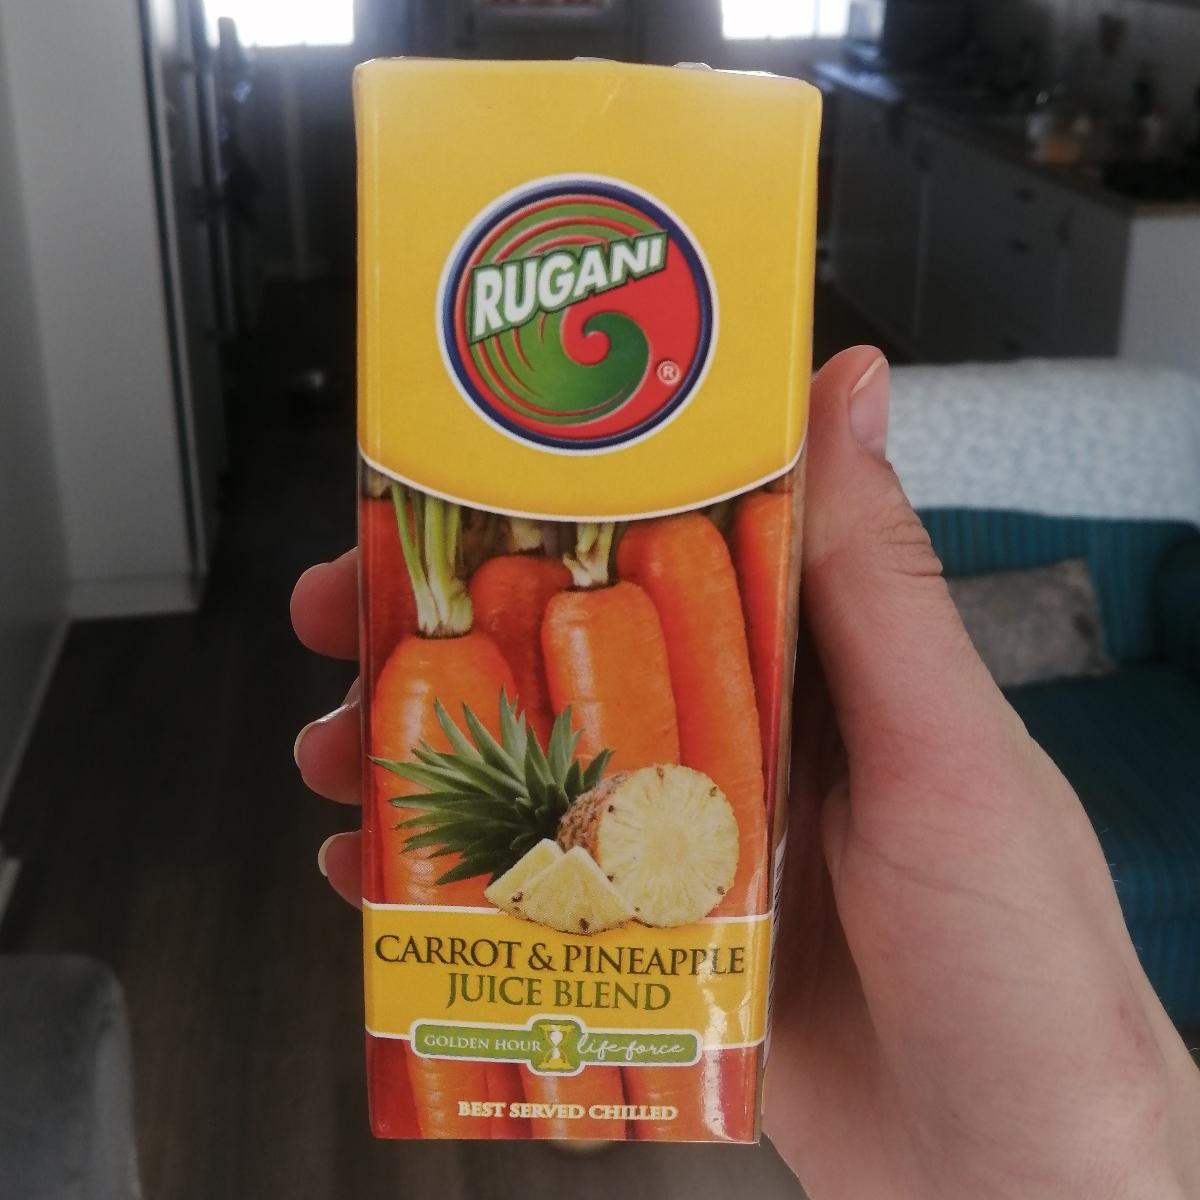 RUGANI
®
CARROT & PINEAPPLE
JUICE BLEND
GOLDEN HOUR life-force
BEST SERVED CHILLED